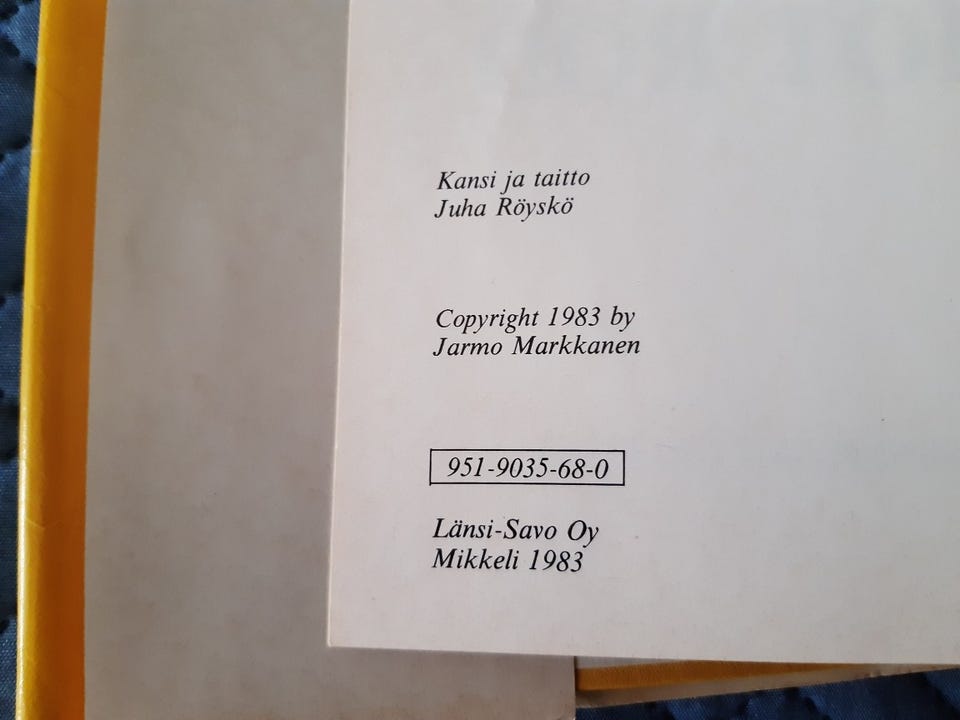 Kansi ja taitto
Juha Röyskö
Copyright 1983 by
Jarmo Markkanen
951-9035-68-0
Länsi-Savo Oy
Mikkeli 1983